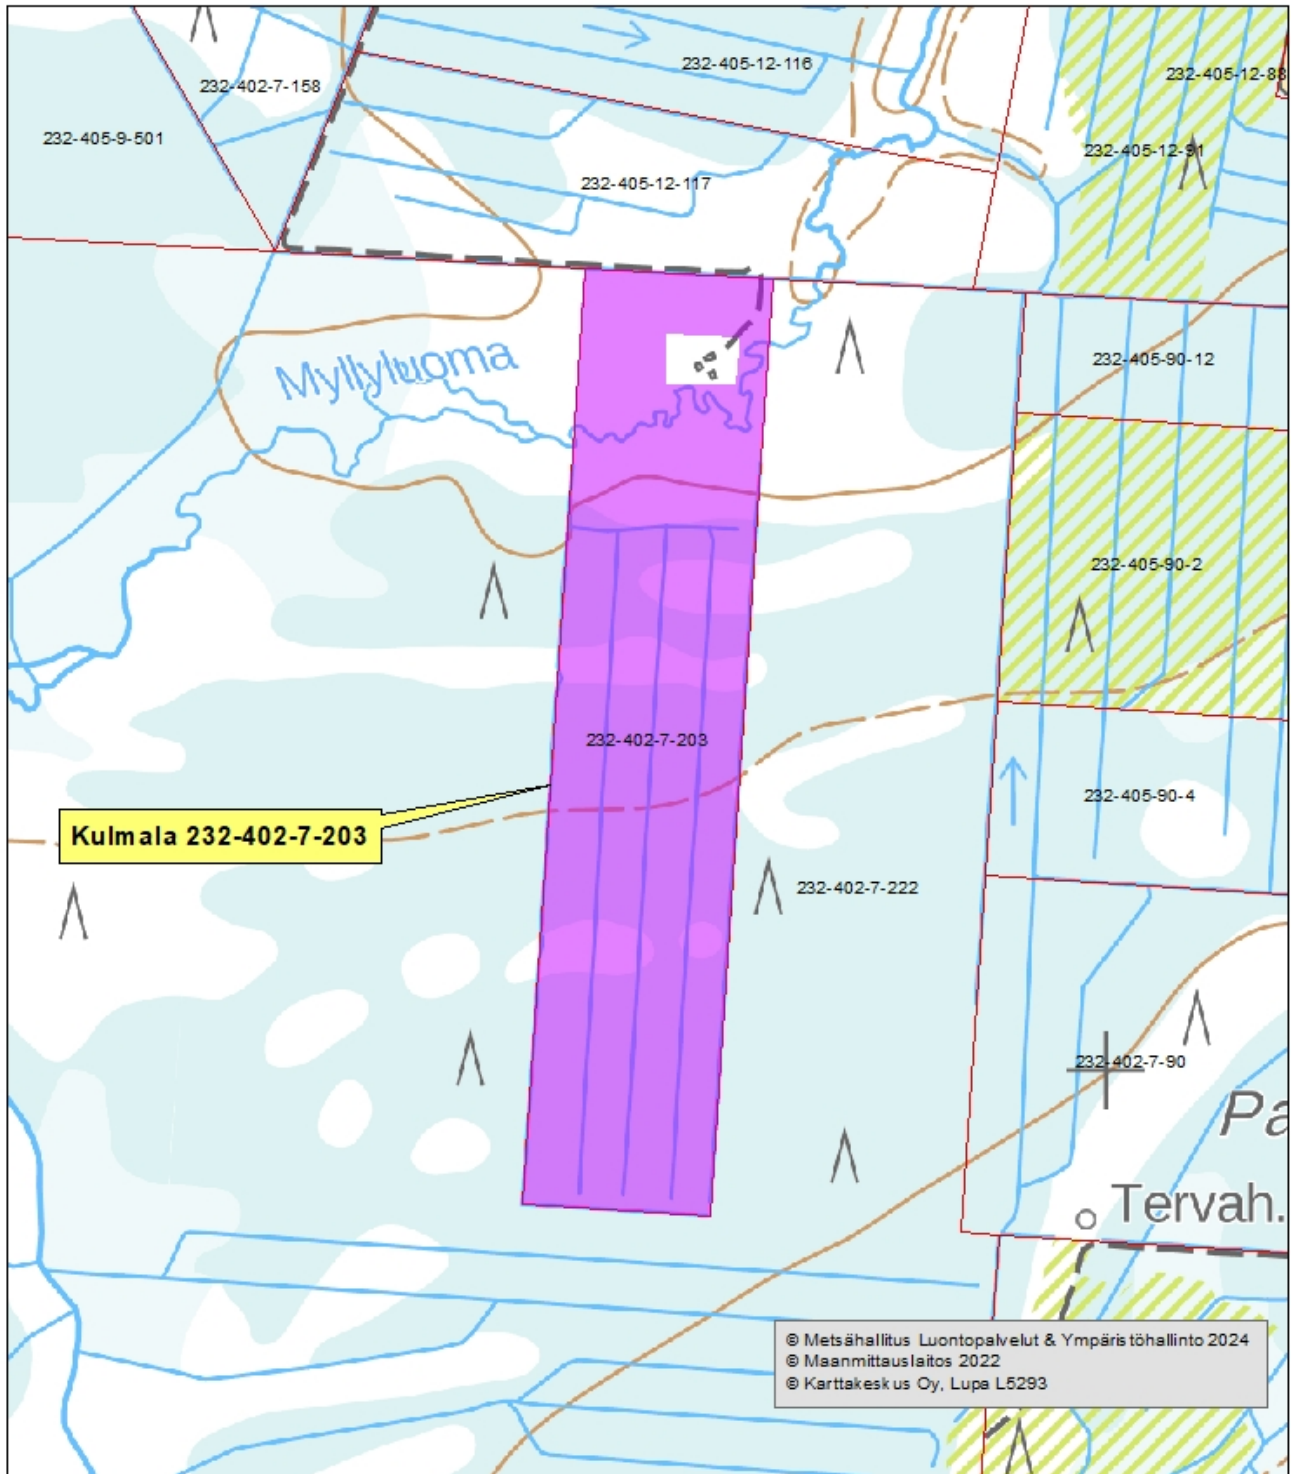 232-405-12-116
232-405-12-88
232-402-7-158
232-405-9-501
232-405-12-91
232-405-12-117
Myllyluoma
232-405-90-12
232-405-90-2
232-402-7-203
232-405-90-4
Kulmala 232-402-7-203
232-402-7-222
232-402-7-90
Pa
Tervah.
© Metsähallitus Luontopalvelut & Ympäristöhallinto 2024
© Maanmittauslaitos 2022
© Karttakeskus Oy, Lupa L5293